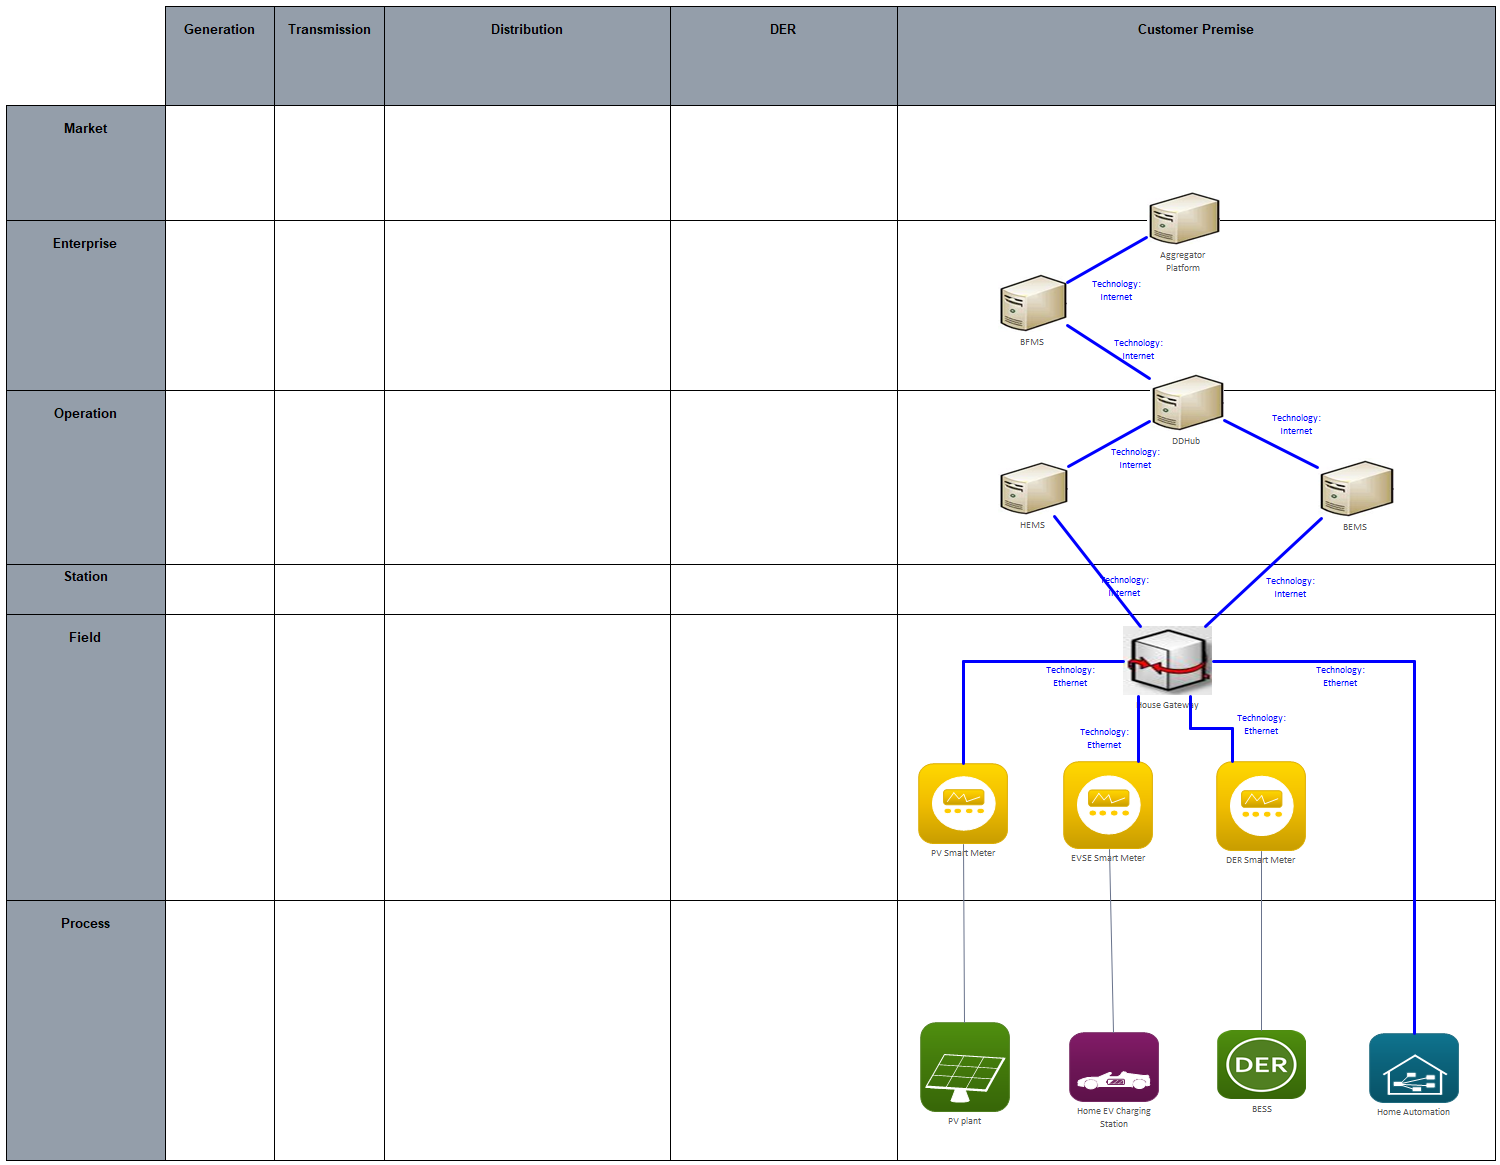 Generation
Transmission
Distribution
DER
Customer Premise
Market
Enterprise
Aggregator
Platform
Technology:
Internet
BFMS
Technology:
Internet
Operation
DDHub
Technology:
Internet
Technology:
Internet
HEMS
BEMS
Station
Technology:
Internet
Technology:
Internet
Field
Technology:
Ethernet
Technology:
Ethernet
House Gateway
Technology:
Ethernet
Technology:
Ethernet
PV Smart Meter
EVSE Smart Meter
DER Smart Meter
Process
DER
PV plant
Home EV Charging
Station
BESS
Home Automation